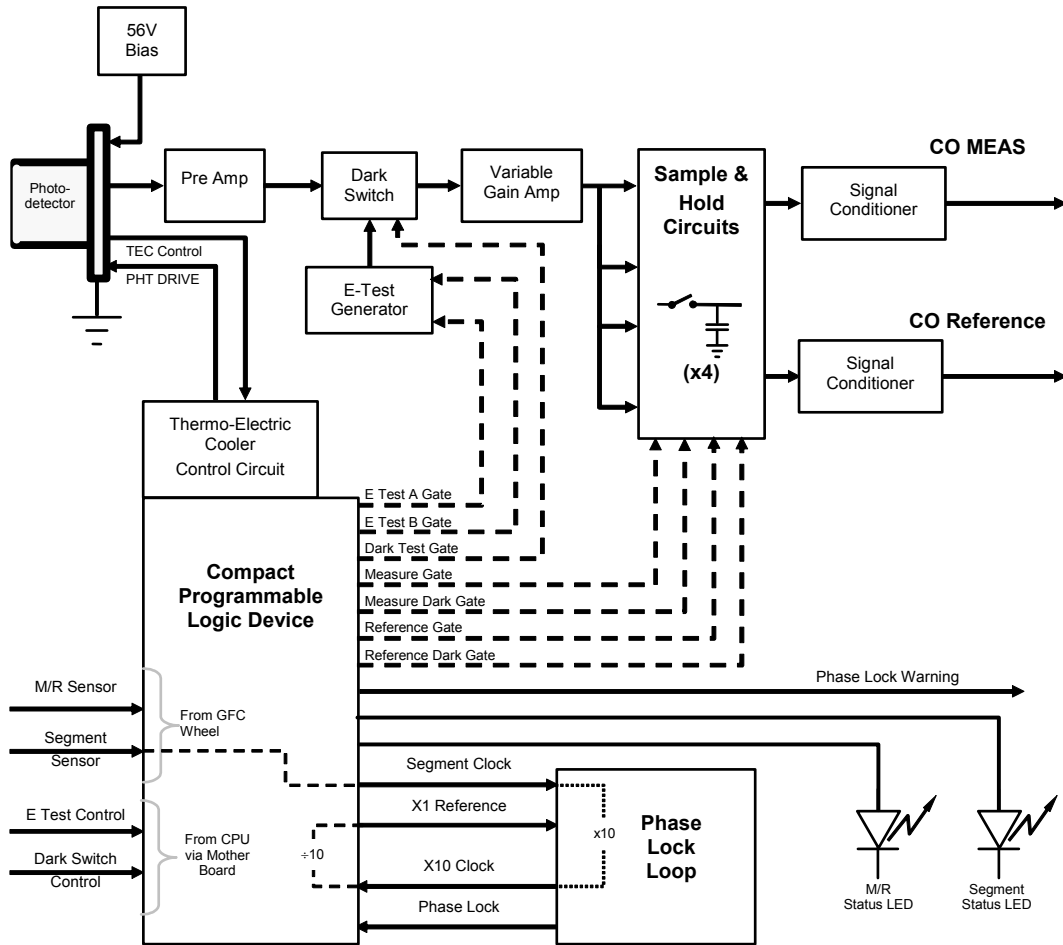 56V
Bias
CO MEAS
Photo-
detector
Pre Amp
Dark
Switch
Variable
Gain Amp
Sample &
Hold
Circuits
Signal
Conditioner
TEC Control
PHT DRIVE
E-Test
Generator
CO Reference
(x4)
Signal
Conditioner
Thermo-Electric
Cooler
Control Circuit
E Test A Gate
E Test B Gate
Dark Test Gate
Measure Gate
Measure Dark Gate
Reference Gate
Reference Dark Gate
Compact
Programmable
Logic Device
Phase Lock Warning
M/R Sensor
Segment
Sensor
From GFC
Wheel
Segment Clock
X1 Reference
x10
÷10
X10 Clock
Phase Lock
Phase
Lock
Loop
E Test Control
Dark Switch
Control
From CPU
via Mother
Board
M/R
Status LED
Segment
Status LED